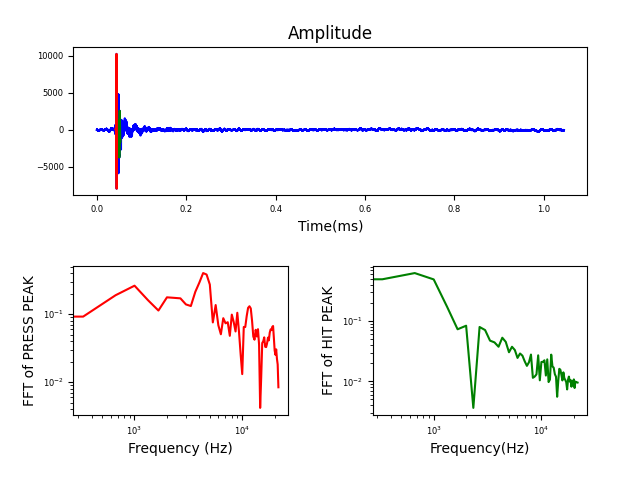 Amplitude
10000
5000
0
−5000
0.0 0.2 0.4 0.6 0.8 1.0
Time(ms)
FFT of PRESS PEAK
10⁻¹
10⁻²
10³ 10⁴
Frequency (Hz)
FFT of HIT PEAK
10⁻¹
10⁻²
10³ 10⁴
Frequency(Hz)